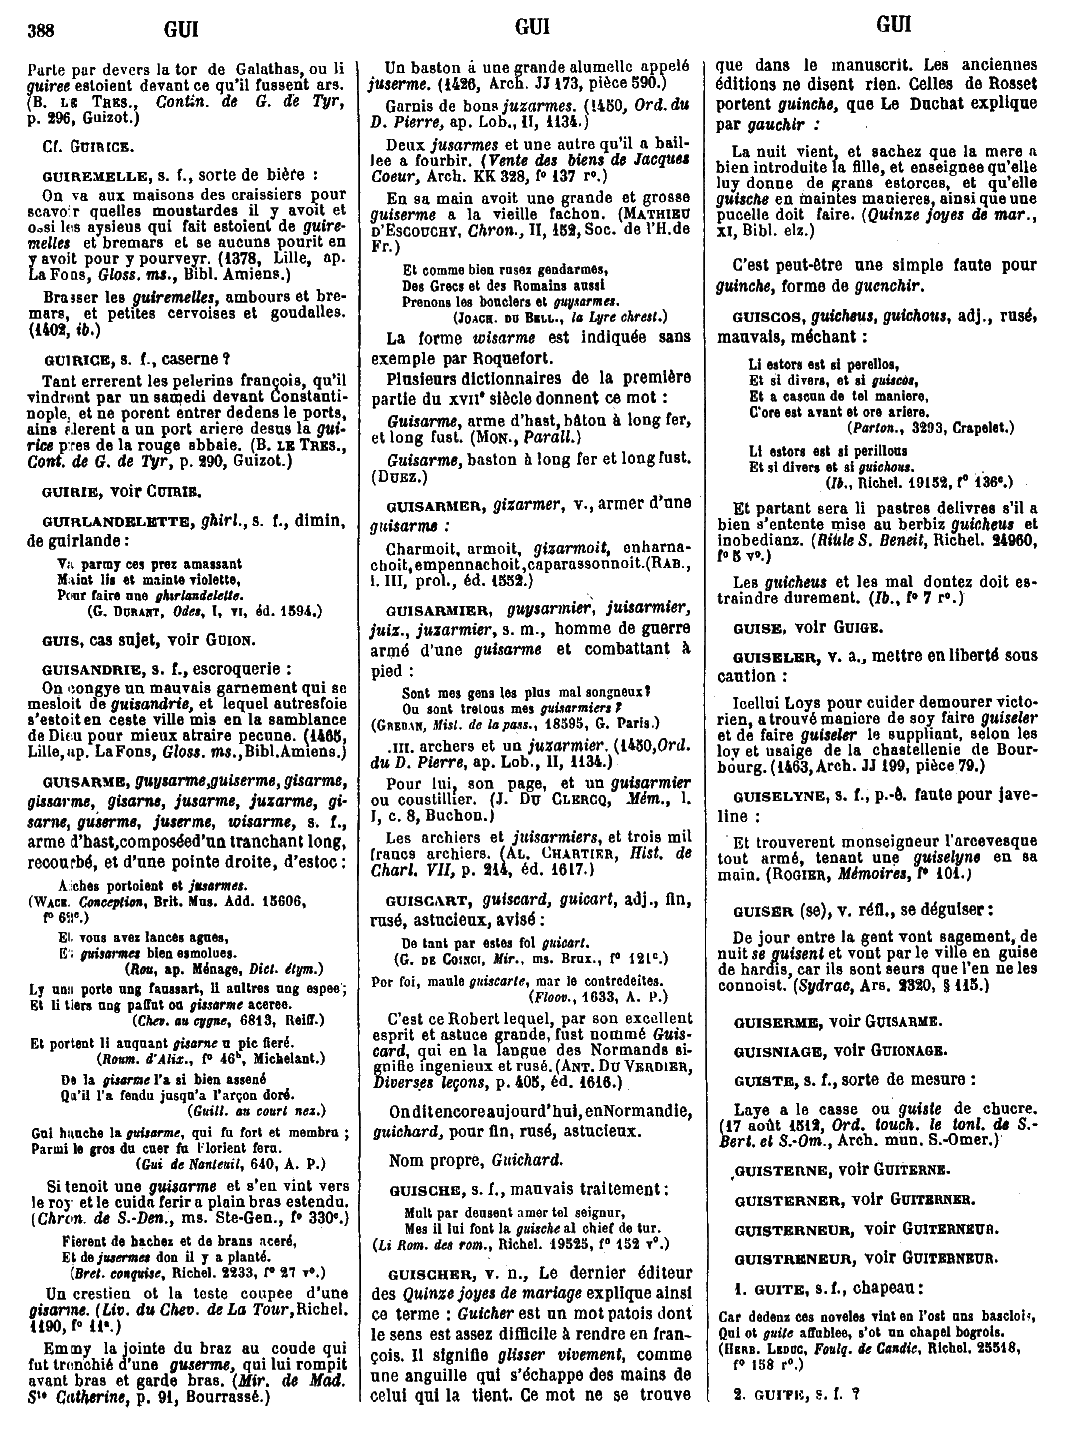 388 GUI GUI GUI
Parte par devers la tor de Galathas, ou li
guiree estoient devant ce qu'il fussent ars.
(B. LE TRES., Contin. de G. de Tyr,
p. 296, Guizot.)
Cf. GUIRICE.
GUIREMELLE, s. f., sorte de bière :
On va aux maisons des craissiers pour
scavoir quelles moustardes il y avoit et
ossi les aysieus qui fait estoient de guire-
melles et bremars et se aucuns pourit en
y avoit pour y pourveyr. (1378, Lille, ap.
La Fons, Gloss. ms., Bibl. Amiens.)
Brasser les guiremelles, ambours et bre-
mars, et petites cervoises et goudalles.
(1402, ib.)
GUIRICE, s. f., caserne ?
Tant errerent les pelerins françois, qu'il
vindrent par un samedi devant Constanti-
nople, et ne porent entrer dedens le ports,
ains alerent a un port ariere desus la gui-
rice pres de la rouge abbaie. (B. LE TRES.,
Cont. de G. de Tyr, p. 290, Guizot.)
GUIRIE, voir CUIRIE.
GUIRLANDELETTE, ghirl., s. f., dimin,
de guirlande :
Va parmy ces prez amassant
Maint lis et mainte violette,
Pour faire une ghirlandelette.
(G. DURANT, Odes, I, VI, éd. 1594.)
GUIS, cas sujet, voir GUION.
GUISANDRIE, s. f., escroquerie :
On congye un mauvais garnement qui se
mesloit de guisandrie, et lequel autresfois
s'estoit en ceste ville mis en la samblance
de Dieu pour mieux atraire pecune. (1465,
Lille, ap. La Fons, Gloss. ms., Bibl. Amiens.)
GUISARME, guysarme, guiserme, gisarme,
gissarme, gisarne, jusarme, juzarme, gi-
sarne, guserme, juserme, wisarme, s. f.,
arme d'hast, composée d'un tranchant long,
recourbé, et d'une pointe droite, d'estoc :
Aiches portoient et jusarmes.
(WACE, Conception, Brit. Mus. Add. 15606,
Et vous avez lances agues,
Et guisarmes bien esmolues.
(Rou, ap. Ménage, Dict. étym.)
Ly uns porte ung faussart, li aultres ung espee ;
Et li tiers ung paffut ou gissarme aceree.
(Chev. au cygne, 6813, Reiff.)
Et portent li auquant gisarne u pic fieré.
(Roum. d'Alix., f° 46b, Michelant.)
De la gisarme l'a si bien assené
Qu'il l'a fendu jusqu'a l'arçon doré.
(Guill. au court nez.)
Gui hauche la guisarme, qui fu fort et membru ;
Parmi le gros du cuer fu Florient feru.
(Gui de Nanteuil, 640, A. P.)
Si tenoit une guisarme et s'en vint vers
le roy et le cuida ferir a plain bras estendu.
(Chron. de S.-Den., ms. Ste-Gen., f° 330c.)
Fierent de hachez et de brans aceré,
Et de jusermes don il y a planté.
(Bret. conquise, Richel. 2233, f° 27 v°.)
Un crestien ot la teste coupee d'une
gisarme. (Liv. du Chev. de La Tour, Richel.
1190, f° 11a.)
Emmy la jointe du braz au coude qui
fut tronchié d'une guserme, qui lui rompit
avant bras et garde bras. (Mir. de Mad.
Ste Catherine, p. 91, Bourrassé.)
Un baston à une grande alumelle appelé
juserme. (1426, Arch. JJ 173, pièce 590.)
Garnis de bons juzarmes. (1450, Ord. du
D. Pierre, ap. Lob., II, 1134.)
Deux jusarmes et une autre qu'il a bail-
lee a fourbir. (Vente des biens de Jacques
Coeur, Arch. KK 328, f° 137 r°.)
En sa main avoit une grande et grosse
guiserme a la vieille fachon. (MATHIEU
D'ESCOUCHY, Chron., II, 152, Soc. de l'H. de
Fr.)
Et comme bien rusez gendarmes,
Des Grecs et des Romains aussi
Prenons les bouclers et guysarmes.
(JOACH. DU BELL., la Lyre chrest.)
La forme wisarme est indiquée sans
exemple par Roquefort.
Plusieurs dictionnaires de la première
partie du XVIIe siècle donnent ce mot :
Guisarme, arme d'hast, bâton à long fer,
et long fust. (MON., Parall.)
Guisarme, baston à long fer et long fust.
(DUEZ.)
GUISARMER, gizarmer, v., armer d'une
guisarme :
Charmoit, armoit, gizarmoit, enharna-
choit, empennachoit, caparassonnoit. (RAB.,
l. III, prol., éd. 1552.)
GUISARMIER, guysarmier, juisarmier,
juiz., juzarmier, s. m., homme de guerre
armé d'une guisarme et combattant à
pied :
Sont mes gens les plus mal songneux ?
Ou sont trelous mes guisarmiers ?
(GREBAN, Mist. de la pass., 18595, G. Paris.)
.III. archers et un juzarmier. (1450, Ord.
du D. Pierre, ap. Lob., II, 1134.)
Pour lui, son page, et un guisarmier
ou coustillier. (J. DU CLERCQ, Mém., l.
I, c. 8, Buchon.)
Les archiers et juisarmiers, et trois mil
francs archiers. (AL. CHARTIER, Hist. de
Charl. VII, p. 214, éd. 1617.)
GUISCART, guiscard, guicart, adj., fin,
rusé, astucieux, avisé :
De tant par estes fol guicart.
(G. DE COINCI, Mir., ms. Brux., f° 121c.)
Por foi, maule guiscarte, mar le contredeites.
(Floov., 1633, A. P.)
C'est ce Robert lequel, par son excellent
esprit et astuce grande, fust nommé Guis-
card, qui en la langue des Normands si-
gnifie ingenieux et rusé. (ANT. DU VERDIER,
Diverses leçons, p. 405, éd. 1616.)
On dit encore aujourd'hui, en Normandie,
guichard, pour fin, rusé, astucieux.
Nom propre, Guichard.
GUISCHE, s. f., mauvais traitement :
Mult par deusent amer tel seignur,
Mes il lui font la guische al chief de tur.
(Li Rom. des rom., Richel. 19525, f° 152 v°.)
GUISCHER, v. n., Le dernier éditeur
des Quinze joyes de mariage explique ainsi
ce terme : Guicher est un mot patois dont
le sens est assez difficile à rendre en fran-
çois. Il signifie glisser vivement, comme
une anguille qui s'échappe des mains de
celui qui la tient. Ce mot ne se trouve
que dans le manuscrit. Les anciennes
éditions ne disent rien. Celles de Rosset
portent guinche, que Le Duchat explique
par gauchir :
La nuit vient, et sachez que la mere a
bien introduite la fille, et enseignee qu'elle
luy donne de grans estorces, et qu'elle
guische en maintes manieres, ainsi que une
pucelle doit faire. (Quinze joyes de mar.,
XI, Bibl. elz.)
C'est peut-être une simple faute pour
guinche, forme de guenchir.
GUISCOS, guicheus, guichous, adj., rusé,
mauvais, méchant :
Li estors est si perellos,
Et si divers, et si guiscòs,
Et a cascun de tel maniere,
C'ore est avant et ore ariere.
(Parton., 3293, Crapelet.)
Li estors est si perillous
Et si divers et si guichous.
(Ib., Richel. 19152, f° 136c.)
Et partant sera li pastres delivres s'il a
bien s'entente mise au berbiz guicheus et
inobedianz. (Riule S. Beneit, Richel. 24960,
f° 5 v°.)
Les guicheus et les mal dontez doit es-
traindre durement. (Ib., f° 7 r°.)
GUISE, voir GUIGE.
GUISELER, v. a., mettre en liberté sous
caution :
Icellui Loys pour cuider demourer victo-
rien, a trouvé maniere de soy faire guiseler
et de faire guiseler le suppliant, selon les
loy et usaige de la chastellenie de Bour-
bourg. (1463, Arch. JJ 199, pièce 79.)
GUISELYNE, s. f., p.-ê. faute pour jave-
line :
Et trouverent monseigneur l'arcevesque
tout armé, tenant une guiselyne en sa
main. (ROGIER, Mémoires, f° 101.)
GUISER (se), v. réfl., se déguiser :
De jour entre la gent vont sagement, de
nuit se guisent et vont par le ville en guise
de hardis, car ils sont seurs que l'en ne les
connoist. (Sydrac, Ars. 2320, § 115.)
GUISERME, voir GUISARME.
GUISNIAGE, voir GUIONAGE.
GUISTE, s. f., sorte de mesure :
Laye a le casse ou guiste de chucre.
(17 août 1512, Ord. touch. le tonl. de S.-
Bert. et S.-Om., Arch. mun. S.-Omer.)
GUISTERNE, voir GUITERNE.
GUISTERNER, voir GUITERNER.
GUISTERNEUR, voir GUITERNEUR.
GUISTRENEUR, voir GUITERNEUR.
1. GUITE, s. f., chapeau :
Car dedenz ces noveles vint en l'ost uns bascloiz,
Qui ot guite affublee, s'ot un chapel bogrois.
(HERB. LEDUC, Foulq. de Candie, Richel. 25518,
f° 158 r°.)
2. GUITE, s. f. ?